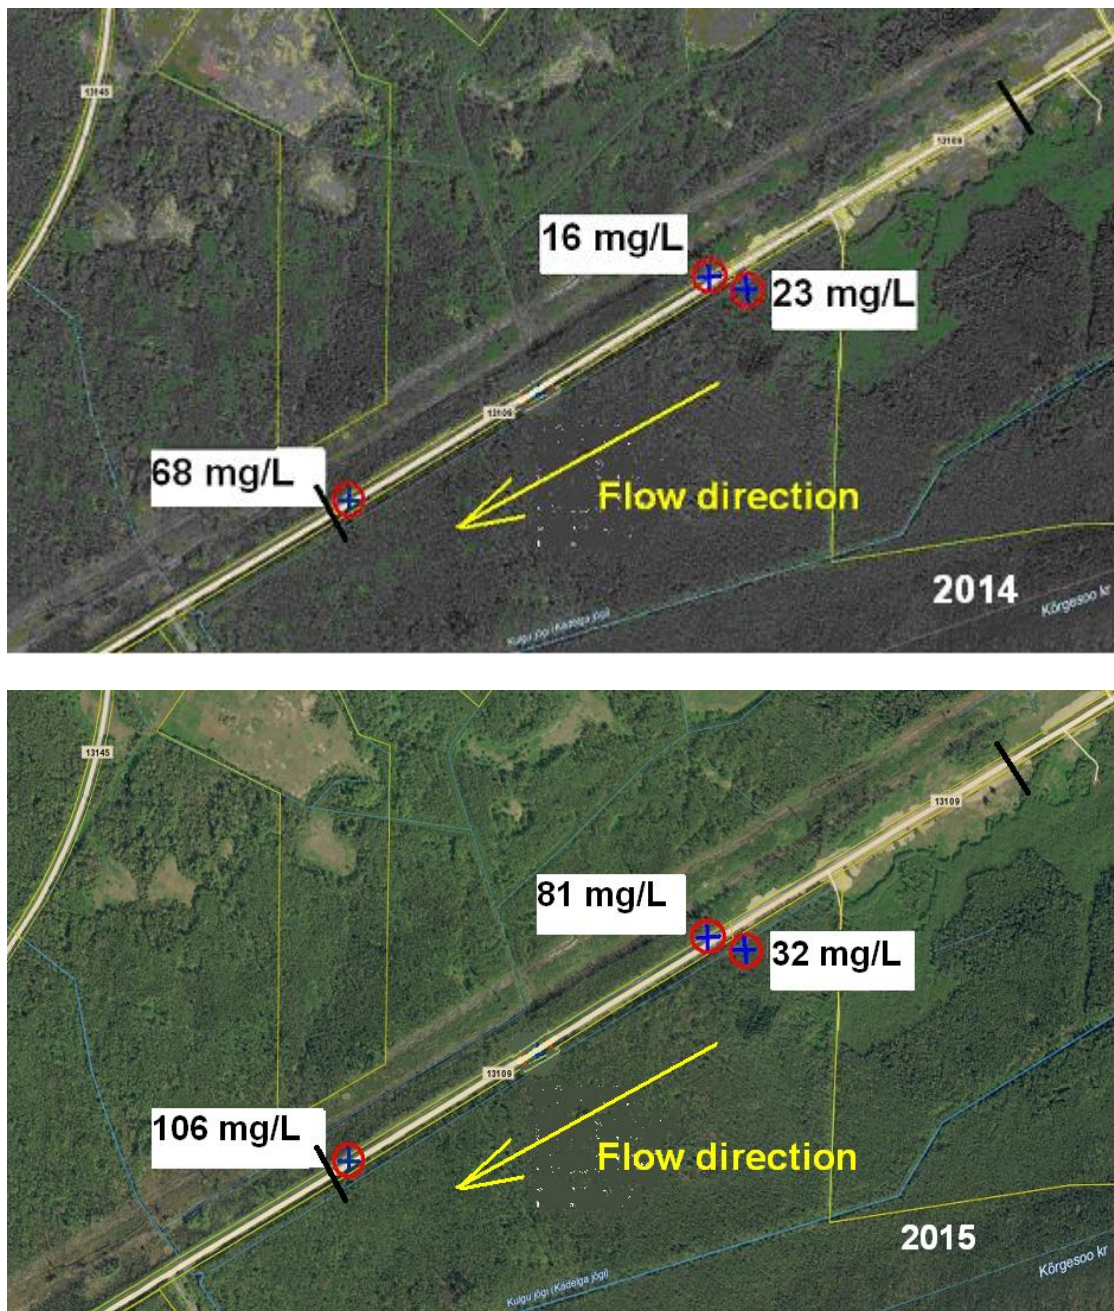 13145
13109
16 mg/L
23 mg/L
13109
68 mg/L
Flow direction
2014
Kulgu jõgi (Kadelga jõgi)
Kõrgesoo kr
13145
13109
81 mg/L
32 mg/L
13109
106 mg/L
Flow direction
2015
Kulgu jõgi (Kadelga jõgi)
Kõrgesoo kr